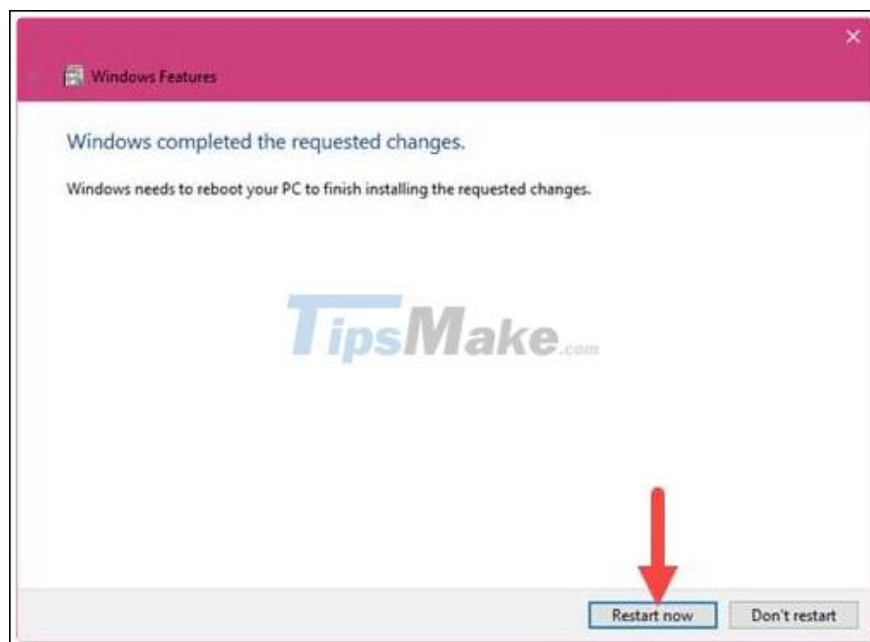 Windows Features
Windows completed the requested changes.
Windows needs to reboot your PC to finish installing the requested changes.
TipsMake.com
Restart now
Don't restart